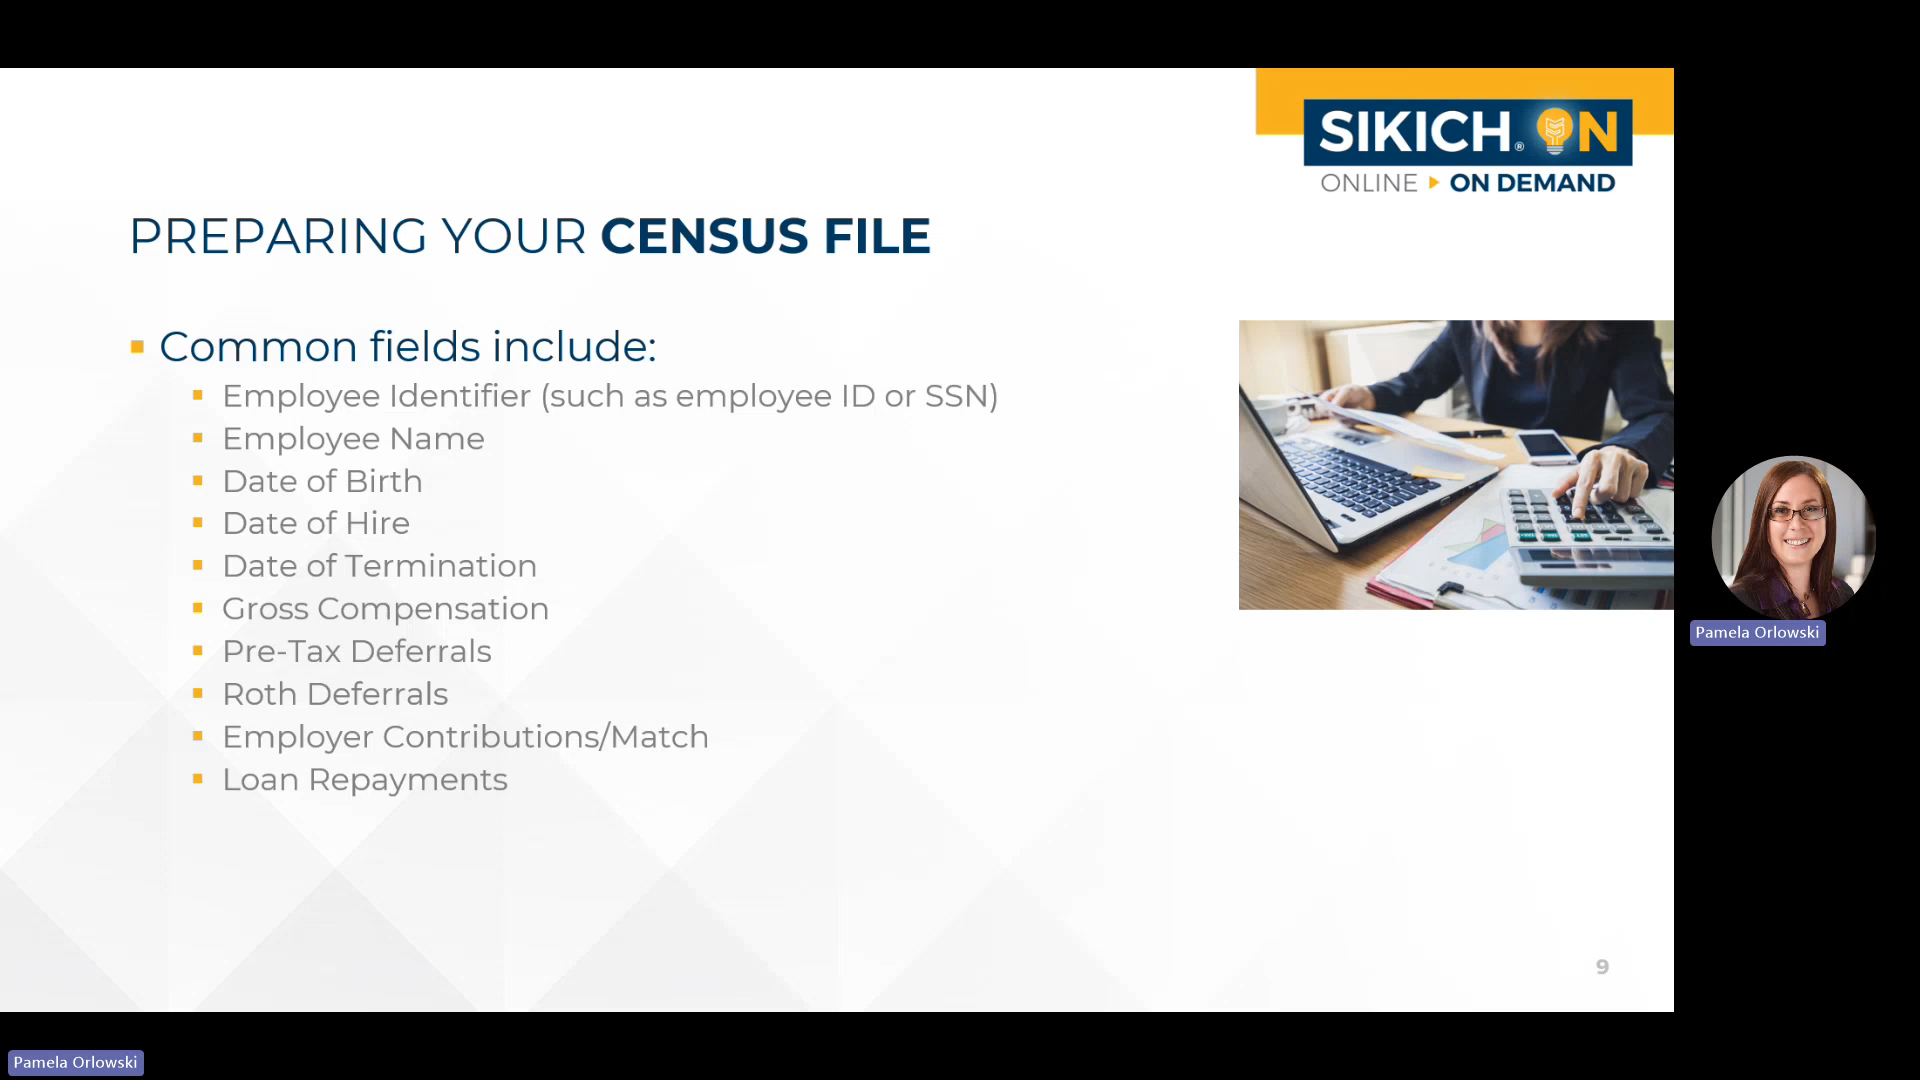 SIKICH® ON
ONLINE ▸ ON DEMAND
PREPARING YOUR CENSUS FILE
Common fields include:
Employee Identifier (such as employee ID or SSN)
Employee Name
Date of Birth
Date of Hire
Date of Termination
Gross Compensation
Pre-Tax Deferrals
Roth Deferrals
Employer Contributions/Match
Loan Repayments
Pamela Orlowski
9
Pamela Orlowski